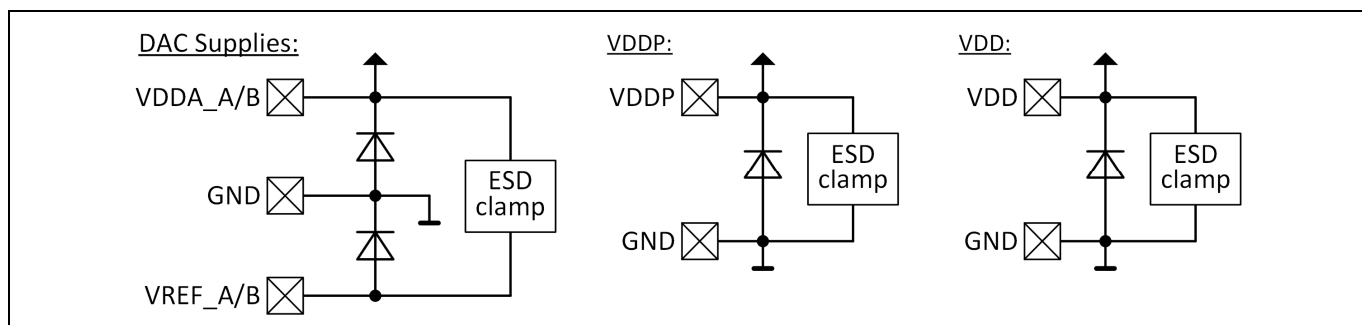 DAC Supplies:
VDDA_A/B
GND
VREF_A/B
ESD
clamp
VDDP:
VDDP
GND
ESD
clamp
VDD:
VDD
GND
ESD
clamp